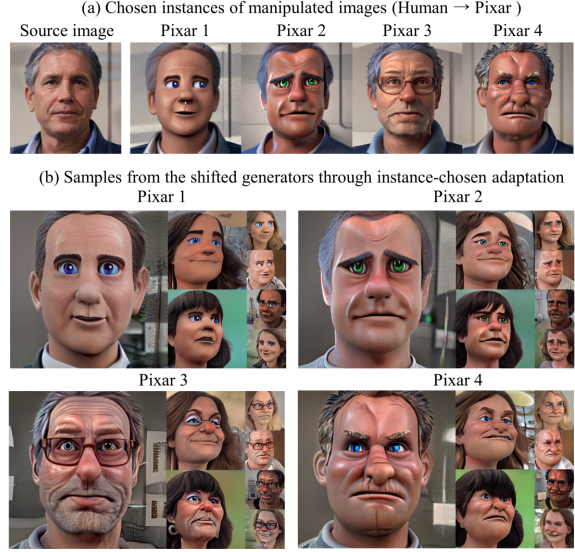 (a) Chosen instances of manipulated images (Human → Pixar )
Source image Pixar 1 Pixar 2 Pixar 3 Pixar 4
(b) Samples from the shifted generators through instance-chosen adaptation
Pixar 1 Pixar 2
Pixar 3 Pixar 4